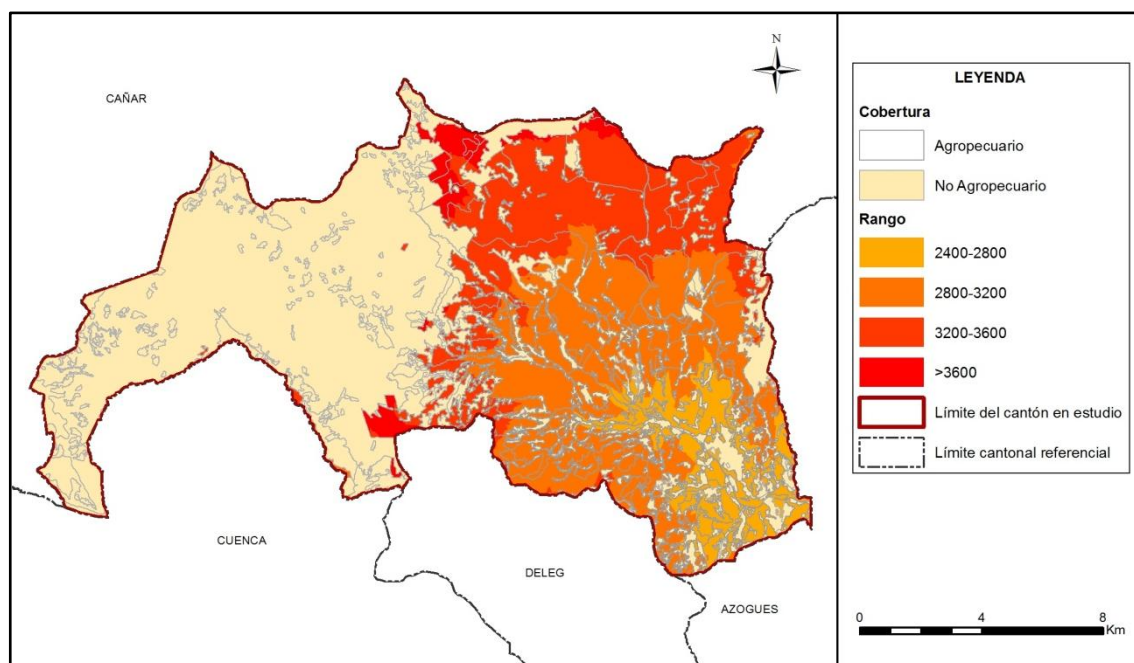 N
CAÑAR
CUENCA
DELEG
AZOGUES
LEYENDA
Cobertura
Agropecuario
No Agropecuario
Rango
2400-2800
2800-3200
3200-3600
>3600
Límite del cantón en estudio
Límite cantonal referencial
0 4 8
Km